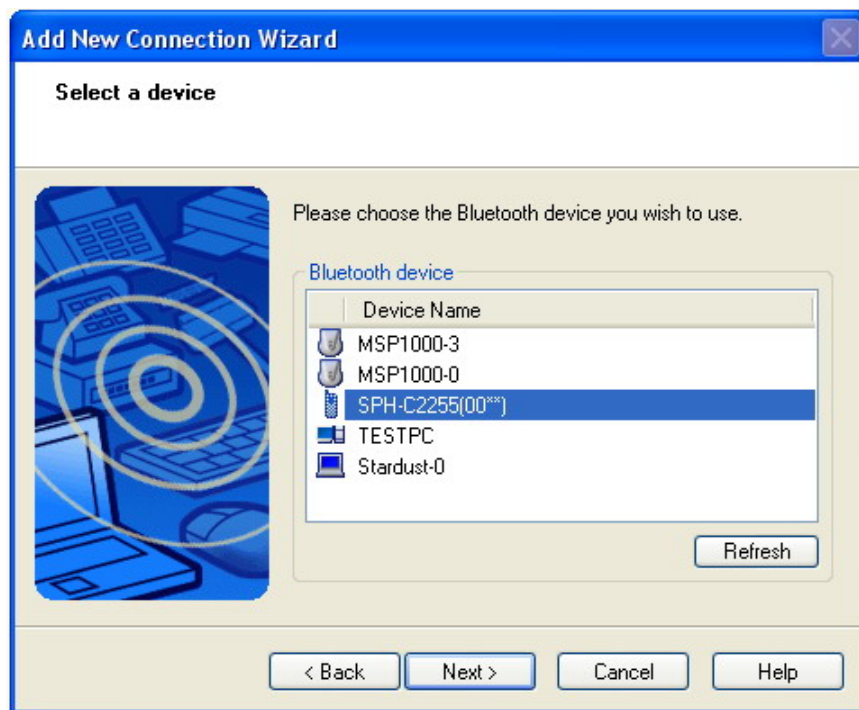 Add New Connection Wizard
Select a device
Please choose the Bluetooth device you wish to use.
Bluetooth device
Device Name
MSP1000-3
MSP1000-0
SPH-C2255(00**)
TESTPC
Stardust-0
Refresh
< Back Next > Cancel Help